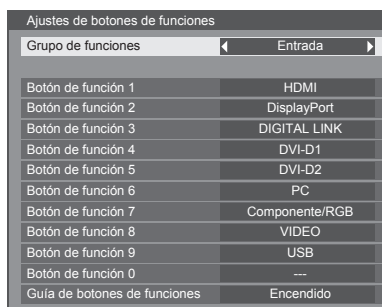 Ajustes de botones de funciones
Grupo de funciones Entrada
Botón de función 1 HDMI
Botón de función 2 DisplayPort
Botón de función 3 DIGITAL LINK
Botón de función 4 DVI-D1
Botón de función 5 DVI-D2
Botón de función 6 PC
Botón de función 7 Componente/RGB
Botón de función 8 VIDEO
Botón de función 9 USB
Botón de función 0 ---
Guía de botones de funciones Encendido